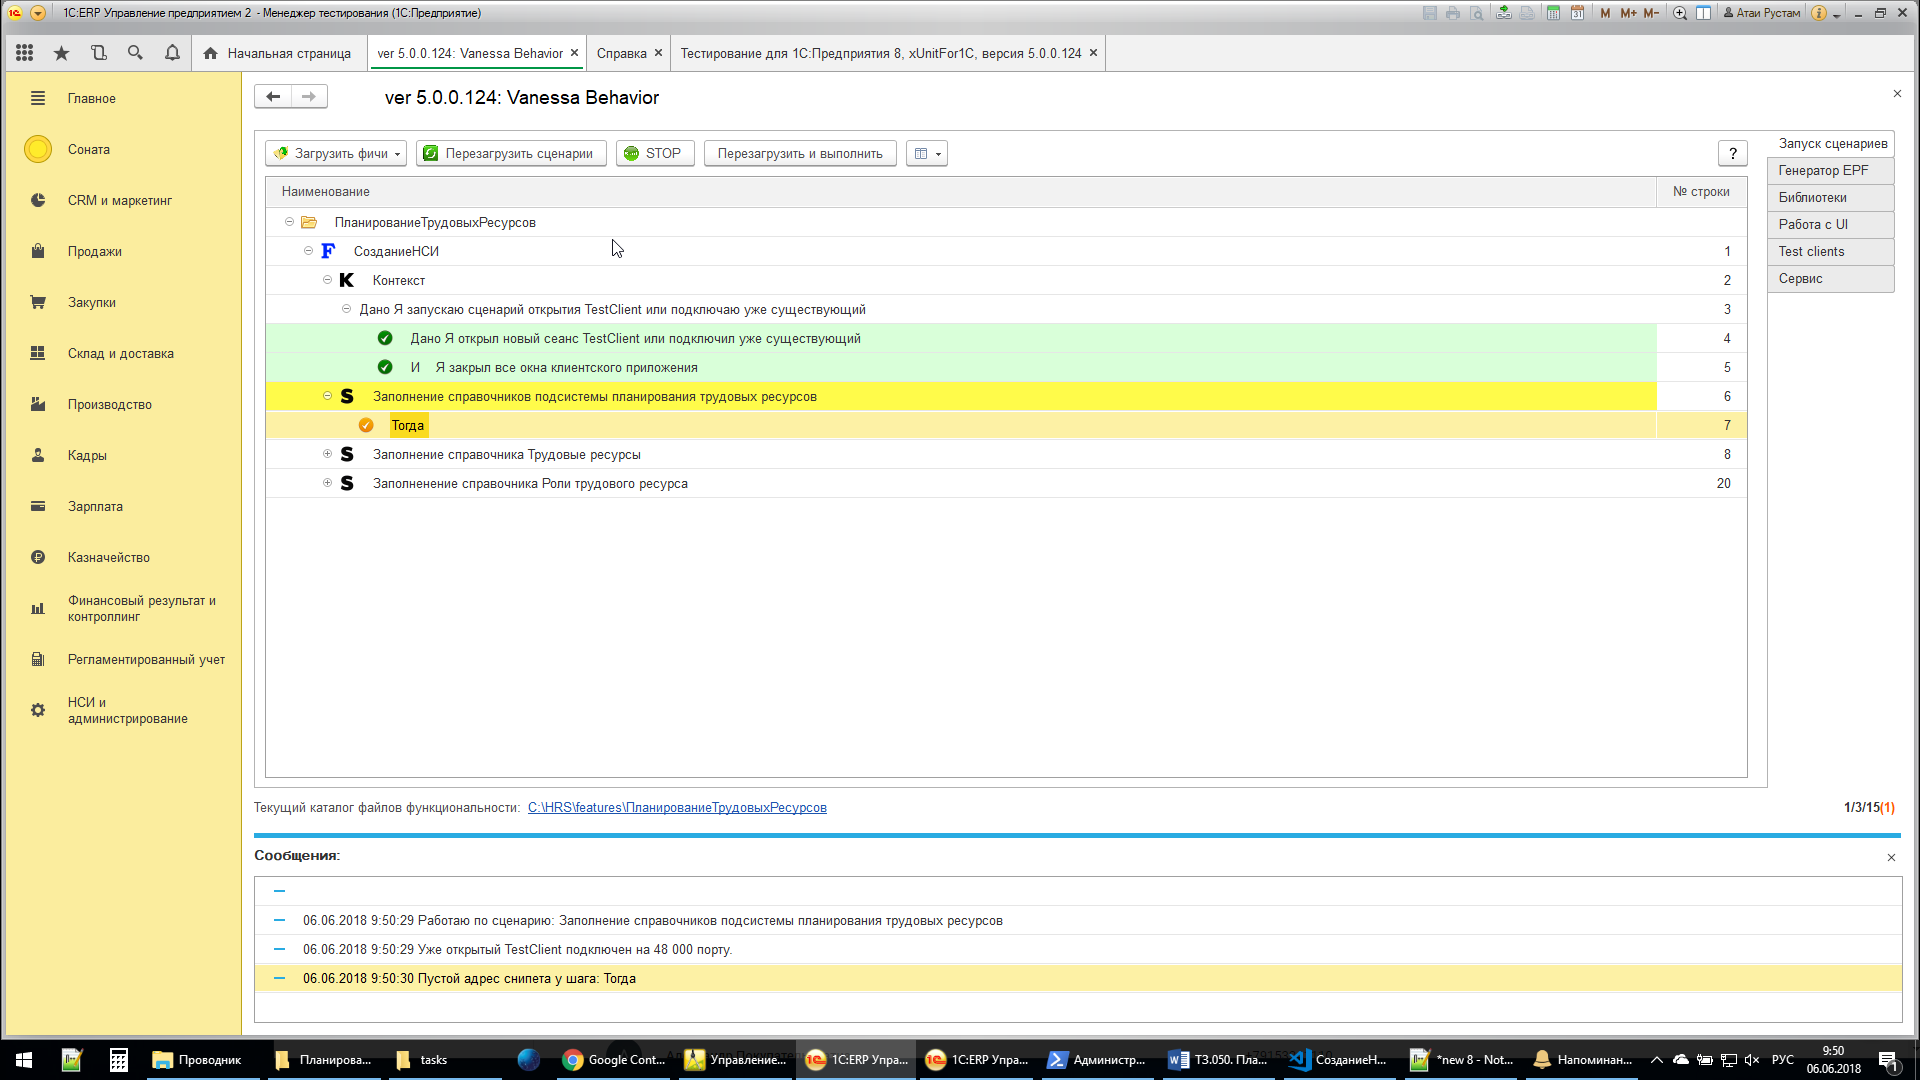 1С:ERP Управление предприятием 2 - Менеджер тестирования (1С:Предприятие)
M M+ M- Атаи Рустам
Начальная страница
ver 5.0.0.124: Vanessa Behavior
Справка
Тестирование для 1С:Предприятия 8, xUnitFor1C, версия 5.0.0.124
Главное
Соната
CRM и маркетинг
Продажи
Закупки
Склад и доставка
Производство
Кадры
Зарплата
Казначейство
Финансовый результат и
контроллинг
Регламентированный учет
НСИ и
администрирование
ver 5.0.0.124: Vanessa Behavior
Загрузить фичи
Перезагрузить сценарии
STOP
Перезагрузить и выполнить
?
Запуск сценариев
Генератор EPF
Библиотеки
Работа с UI
Test clients
Сервис
Наименование № строки
ПланированиеТрудовыхРесурсов
F СозданиеНСИ 1
K Контекст 2
Дано Я запускаю сценарий открытия TestClient или подключаю уже существующий 3
Дано Я открыл новый сеанс TestClient или подключил уже существующий 4
И Я закрыл все окна клиентского приложения 5
S Заполнение справочников подсистемы планирования трудовых ресурсов 6
Тогда 7
S Заполнение справочника Трудовые ресурсы 8
S Заполненение справочника Роли трудового ресурса 20
Текущий каталог файлов функциональности: C:\HRS\features\ПланированиеТрудовыхРесурсов 1/3/15(1)
Сообщения:
06.06.2018 9:50:29 Работаю по сценарию: Заполнение справочников подсистемы планирования трудовых ресурсов
06.06.2018 9:50:29 Уже открытый TestClient подключен на 48 000 порту.
06.06.2018 9:50:30 Пустой адрес снипета у шага: Тогда
Проводник
Планирова...
tasks
Google Cont...
Управление...
1С:ERP Упра...
1С:ERP Упра...
Администр...
ТЗ.050. Пла...
СозданиеН...
*new 8 - Not...
Напоминан...
РУС
9:50
06.06.2018
1